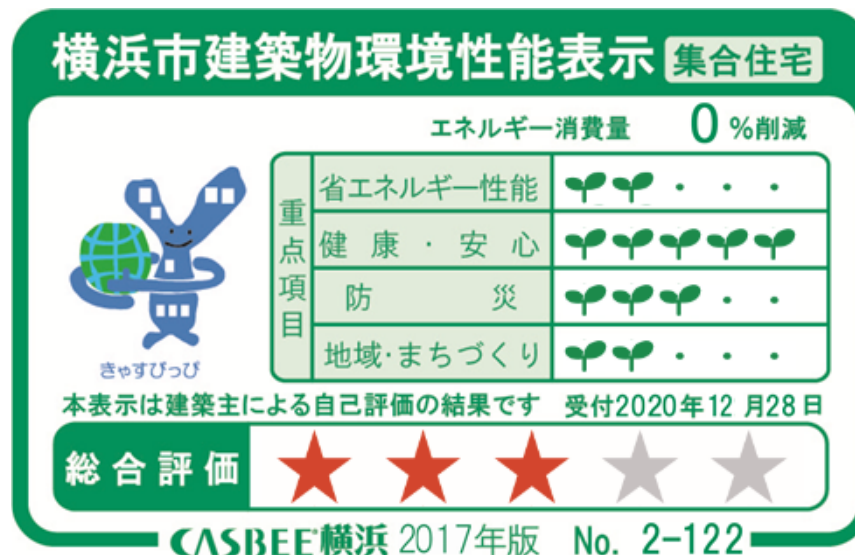 横浜市建築物環境性能表示 集合住宅
エネルギー消費量 0%削減
重点項目
省エネルギー性能
健康・安心
防災
地域・まちづくり
きゃすびっぴ
本表示は建築主による自己評価の結果です 受付2020年12月28日
総合評価
CASBEE横浜 2017年版 No. 2-122